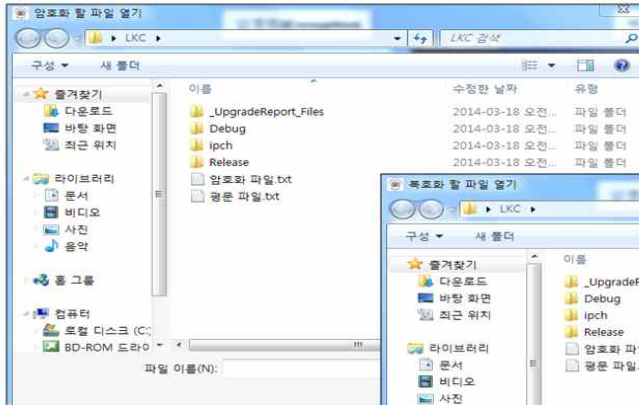 암호화 할 파일 열기
LKC
LKC 검색
구성 새 폴더
이름 수정한 날짜 유형
즐겨찾기
다운로드
바탕 화면
최근 위치
라이브러리
문서
비디오
사진
음악
홈 그룹
컴퓨터
로컬 디스크 (C:
BD-ROM 드라이
_UpgradeReport_Files 2014-03-18 오전... 파일 폴더
Debug 2014-03-18 오전... 파일 폴더
ipch 2014-03-18 오전... 파일 폴더
Release 2014-03-18 오전... 파일 폴더
암호화 파일.txt
평문 파일.txt
파일 이름(N):
복호화 할 파일 열기
LKC
구성 새 폴더
이름
즐겨찾기
다운로드
바탕 화면
최근 위치
라이브러리
문서
비디오
사진
_UpgradeR
Debug
ipch
Release
암호화 파
평문 파일.